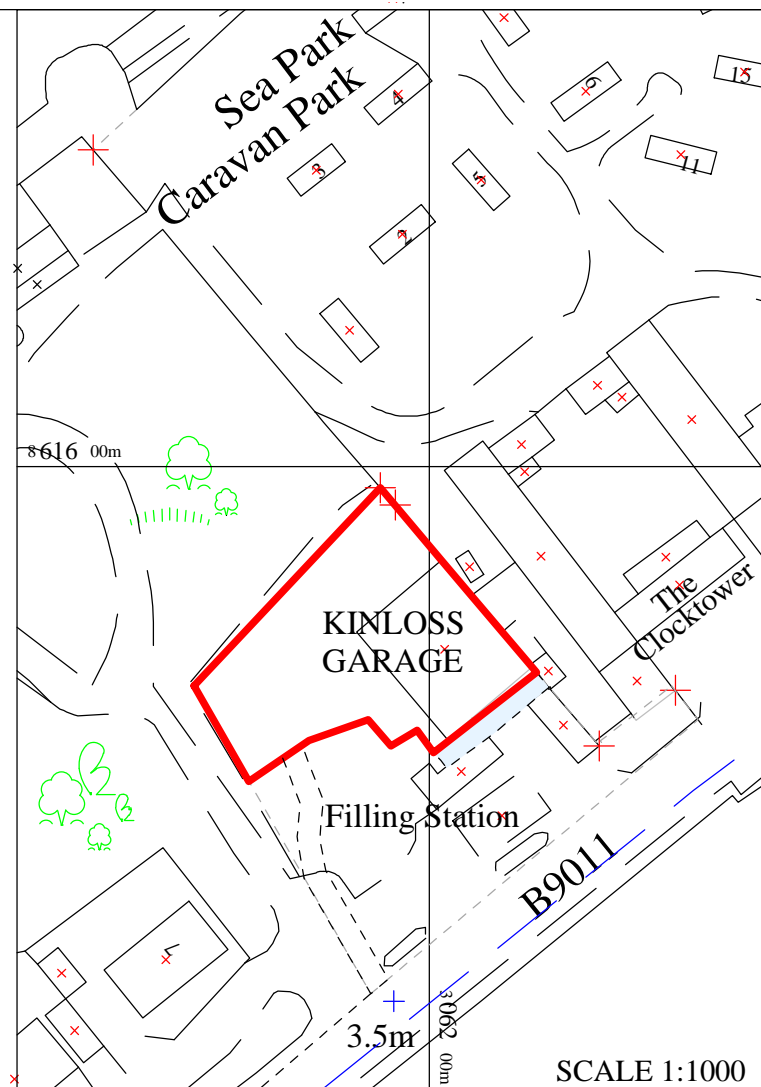 Sea Park
Caravan Park
4
6
15
3
5
11
2
8616 00m
KINLOSS
GARAGE
The
Clocktower
Filling Station
B9011
7
3062 00m
3.5m
SCALE 1:1000